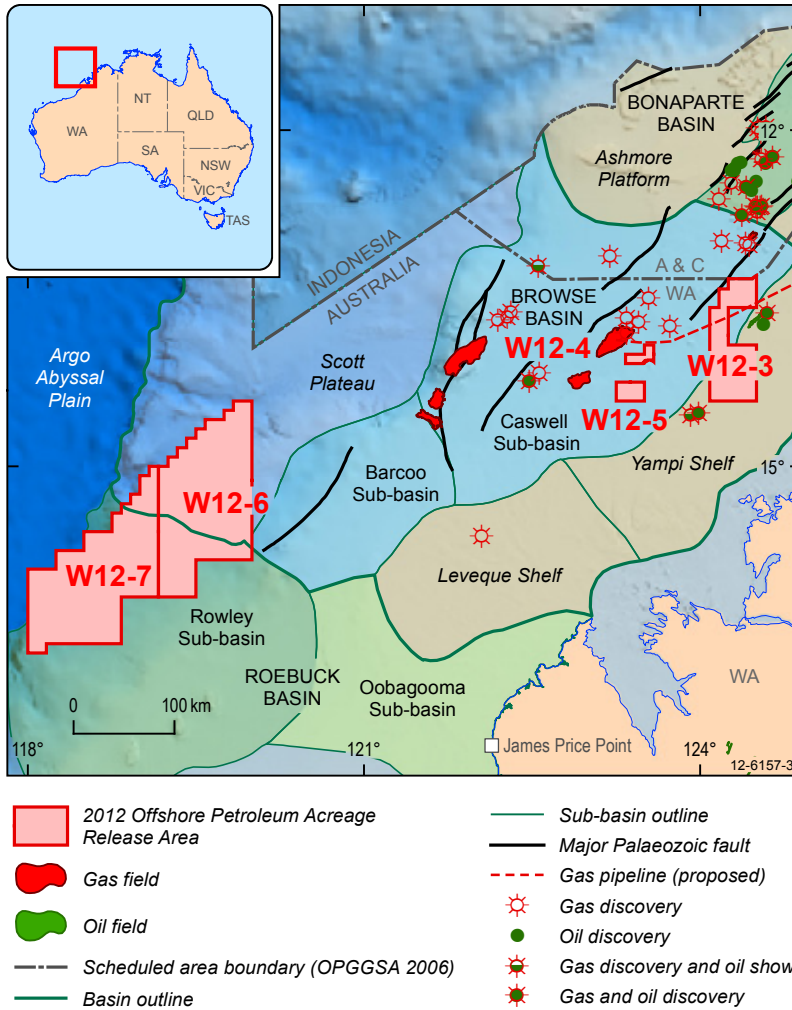 NT
WA
QLD
SA
NSW
VIC
TAS
BONAPARTE
BASIN
12°
Ashmore
Platform
INDONESIA
AUSTRALIA
A & C
WA
BROWSE
BASIN
Argo
Abyssal
Plain
Scott
Plateau
W12-4
W12-3
W12-5
Caswell
Sub-basin
Yampi Shelf
15°
Barcoo
Sub-basin
W12-6
W12-7
Leveque Shelf
Rowley
Sub-basin
ROEBUCK
BASIN
Oobagooma
Sub-basin
WA
0 100 km
James Price Point
118°
121°
124°
12-6157-3
2012 Offshore Petroleum Acreage
Release Area
Gas field
Oil field
Scheduled area boundary (OPGGSA 2006)
Basin outline
Sub-basin outline
Major Palaeozoic fault
Gas pipeline (proposed)
Gas discovery
Oil discovery
Gas discovery and oil show
Gas and oil discovery